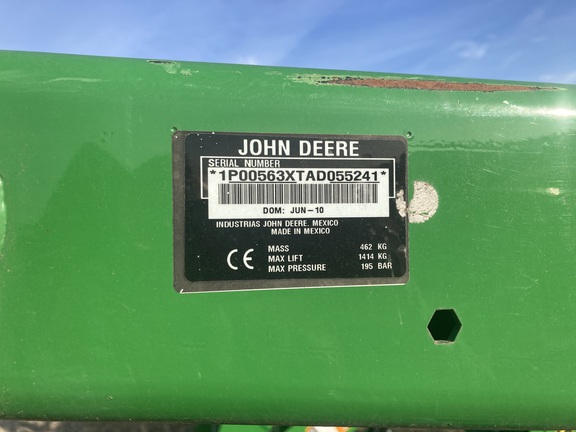 JOHN DEERE
SERIAL NUMBER
*1P00563XTAD055241*
DOM: JUN-10
INDUSTRIAS JOHN DEERE, MEXICO
MADE IN MEXICO
CE
MASS 462 KG
MAX LIFT 1414 KG
MAX PRESSURE 195 BAR